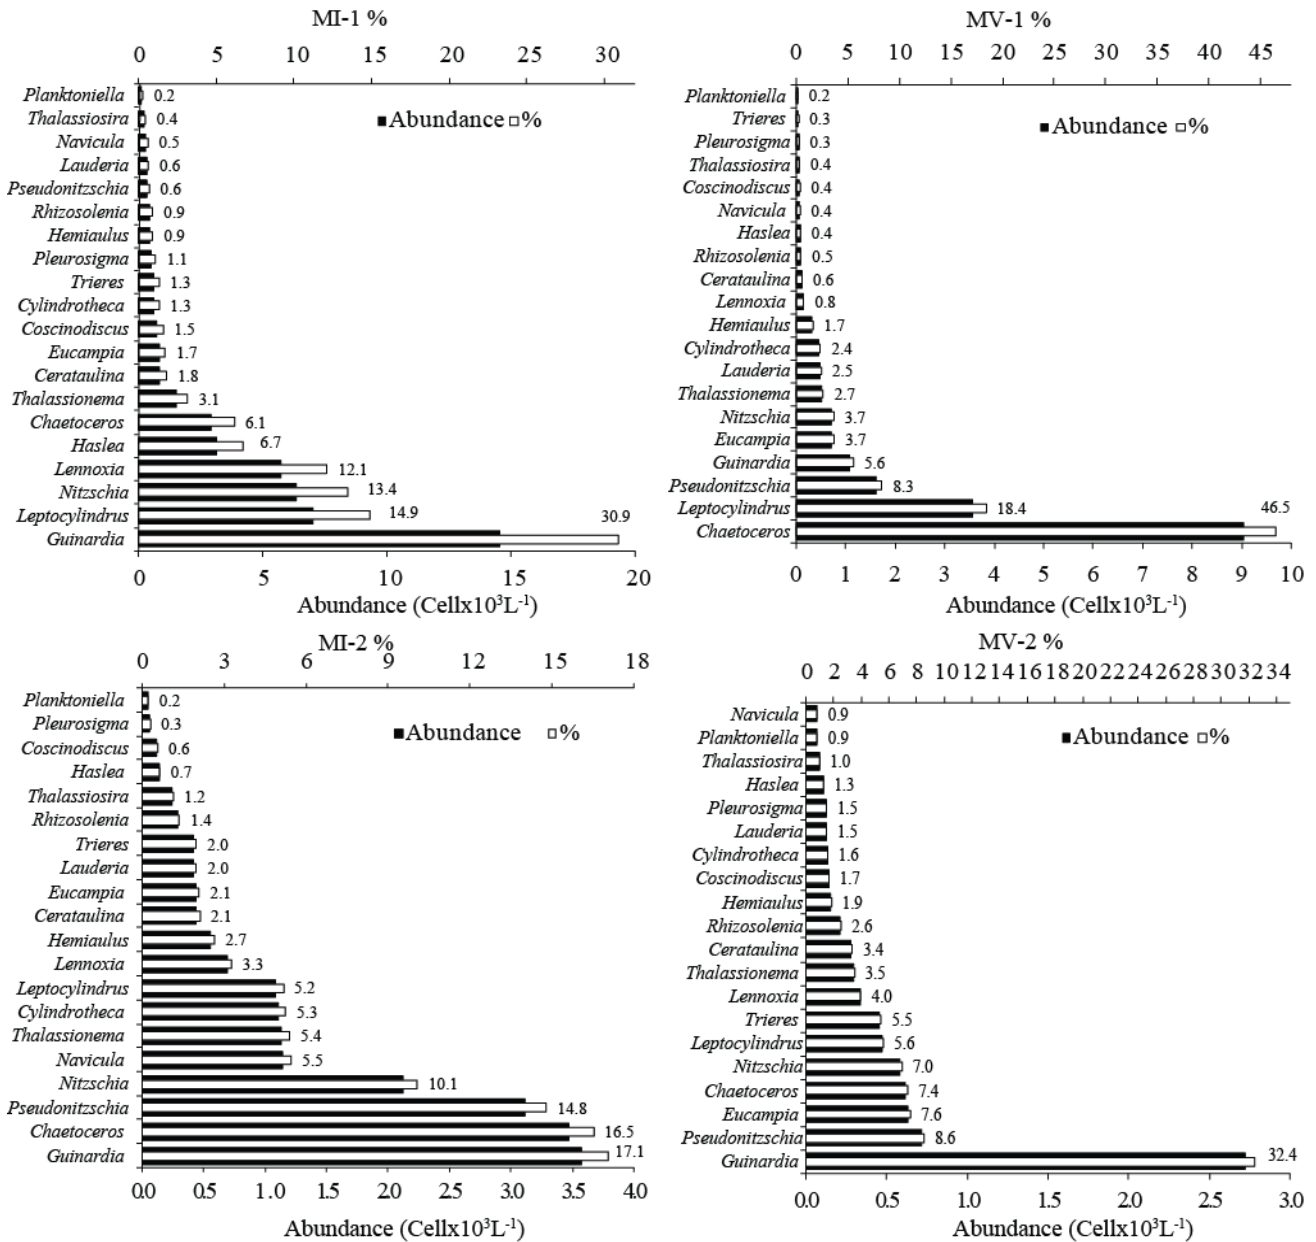 MI-1 %
0 5 10 15 20 25 30
Planktoniella 0.2
Thalassiosira 0.4
Navicula 0.5
Lauderia 0.6
Pseudonitzschia 0.6
Rhizosolenia 0.9
Hemiaulus 0.9
Pleurosigma 1.1
Trieres 1.3
Cylindrotheca 1.3
Coscinodiscus 1.5
Eucampia 1.7
Cerataulina 1.8
Thalassionema 3.1
Chaetoceros 6.1
Haslea 6.7
Lennoxia 12.1
Nitzschia 13.4
Leptocylindrus 14.9
Guinardia 30.9
Abundance %
0 5 10 15 20
Abundance (Cellx10³L⁻¹)
MV-1 %
0 5 10 15 20 25 30 35 40 45
Planktoniella 0.2
Trieres 0.3
Pleurosigma 0.3
Thalassiosira 0.4
Coscinodiscus 0.4
Navicula 0.4
Haslea 0.4
Rhizosolenia 0.5
Cerataulina 0.6
Lennoxia 0.8
Hemiaulus 1.7
Cylindrotheca 2.4
Lauderia 2.5
Thalassionema 2.7
Nitzschia 3.7
Eucampia 3.7
Guinardia 5.6
Pseudonitzschia 8.3
Leptocylindrus 18.4
Chaetoceros 46.5
Abundance %
0 1 2 3 4 5 6 7 8 9 10
Abundance (Cellx10³L⁻¹)
MI-2 %
0 3 6 9 12 15 18
Planktoniella 0.2
Pleurosigma 0.3
Coscinodiscus 0.6
Haslea 0.7
Thalassiosira 1.2
Rhizosolenia 1.4
Trieres 2.0
Lauderia 2.0
Eucampia 2.1
Cerataulina 2.1
Hemiaulus 2.7
Lennoxia 3.3
Leptocylindrus 5.2
Cylindrotheca 5.3
Thalassionema 5.4
Navicula 5.5
Nitzschia 10.1
Pseudonitzschia 14.8
Chaetoceros 16.5
Guinardia 17.1
Abundance %
0.0 0.5 1.0 1.5 2.0 2.5 3.0 3.5 4.0
Abundance (Cellx10³L⁻¹)
MV-2 %
0 2 4 6 8 10 12 14 16 18 20 22 24 26 28 30 32 34
Navicula 0.9
Planktoniella 0.9
Thalassiosira 1.0
Haslea 1.3
Pleurosigma 1.5
Lauderia 1.5
Cylindrotheca 1.6
Coscinodiscus 1.7
Hemiaulus 1.9
Rhizosolenia 2.6
Cerataulina 3.4
Thalassionema 3.5
Lennoxia 4.0
Trieres 5.5
Leptocylindrus 5.6
Nitzschia 7.0
Chaetoceros 7.4
Eucampia 7.6
Pseudonitzschia 8.6
Guinardia 32.4
Abundance %
0.0 0.5 1.0 1.5 2.0 2.5 3.0
Abundance (Cellx10³L⁻¹)